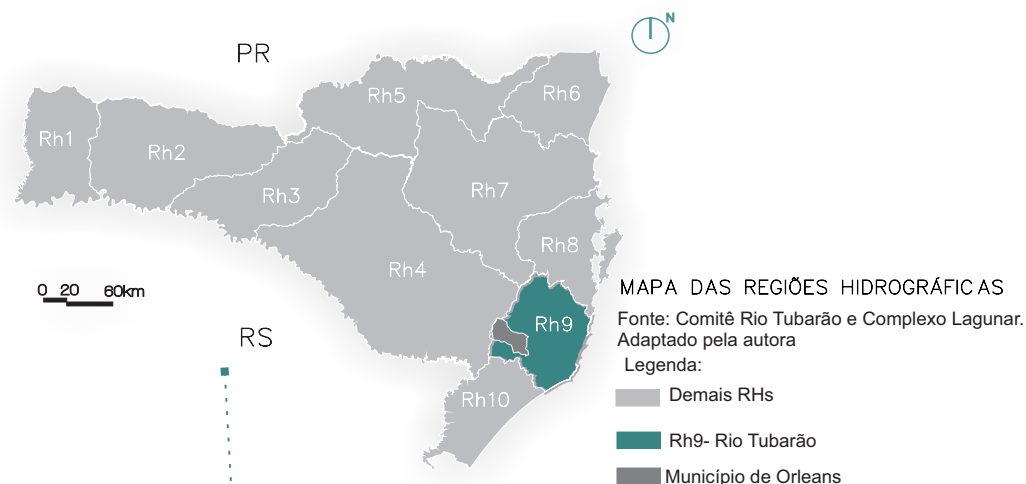 N
PR
Rh5
Rh6
Rh1
Rh2
Rh3
Rh7
Rh8
Rh4
0 20 60km
MAPA DAS REGIÕES HIDROGRÁFICAS
Fonte: Comitê Rio Tubarão e Complexo Lagunar.
Adaptado pela autora
Legenda:
Rh9
RS
Rh10
Demais RHs
Rh9- Rio Tubarão
Município de Orleans